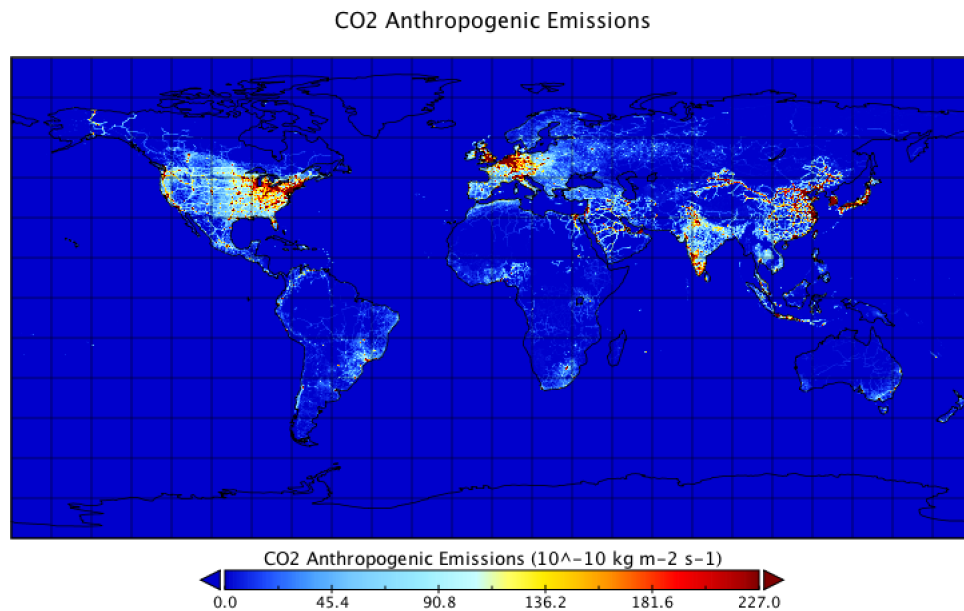 CO2 Anthropogenic Emissions
CO2 Anthropogenic Emissions (10^-10 kg m-2 s-1)
0.0 45.4 90.8 136.2 181.6 227.0